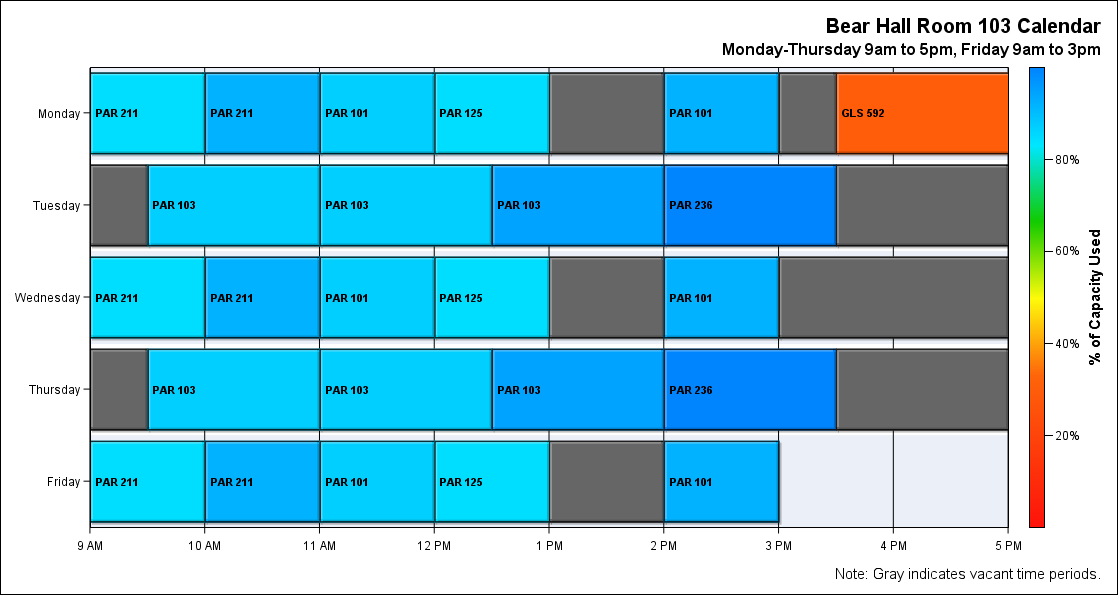 Bear Hall Room 103 Calendar
Monday-Thursday 9am to 5pm, Friday 9am to 3pm
Monday
PAR 211
PAR 211
PAR 101
PAR 125
PAR 101
GLS 592
Tuesday
PAR 103
PAR 103
PAR 103
PAR 236
Wednesday
PAR 211
PAR 211
PAR 101
PAR 125
PAR 101
Thursday
PAR 103
PAR 103
PAR 103
PAR 236
Friday
PAR 211
PAR 211
PAR 101
PAR 125
PAR 101
9 AM
10 AM
11 AM
12 PM
1 PM
2 PM
3 PM
4 PM
5 PM
80%
60%
40%
20%
% of Capacity Used
Note: Gray indicates vacant time periods.